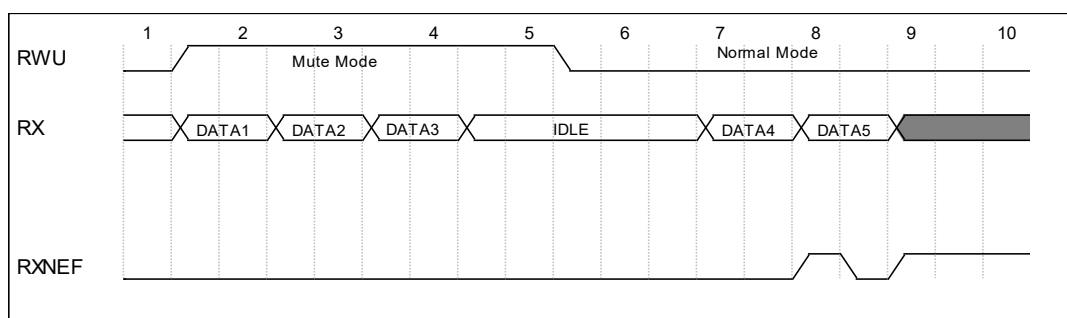 1 2 3 4 5 6 7 8 9 10
RWU Mute Mode Normal Mode
RX DATA1 DATA2 DATA3 IDLE DATA4 DATA5
RXNEF